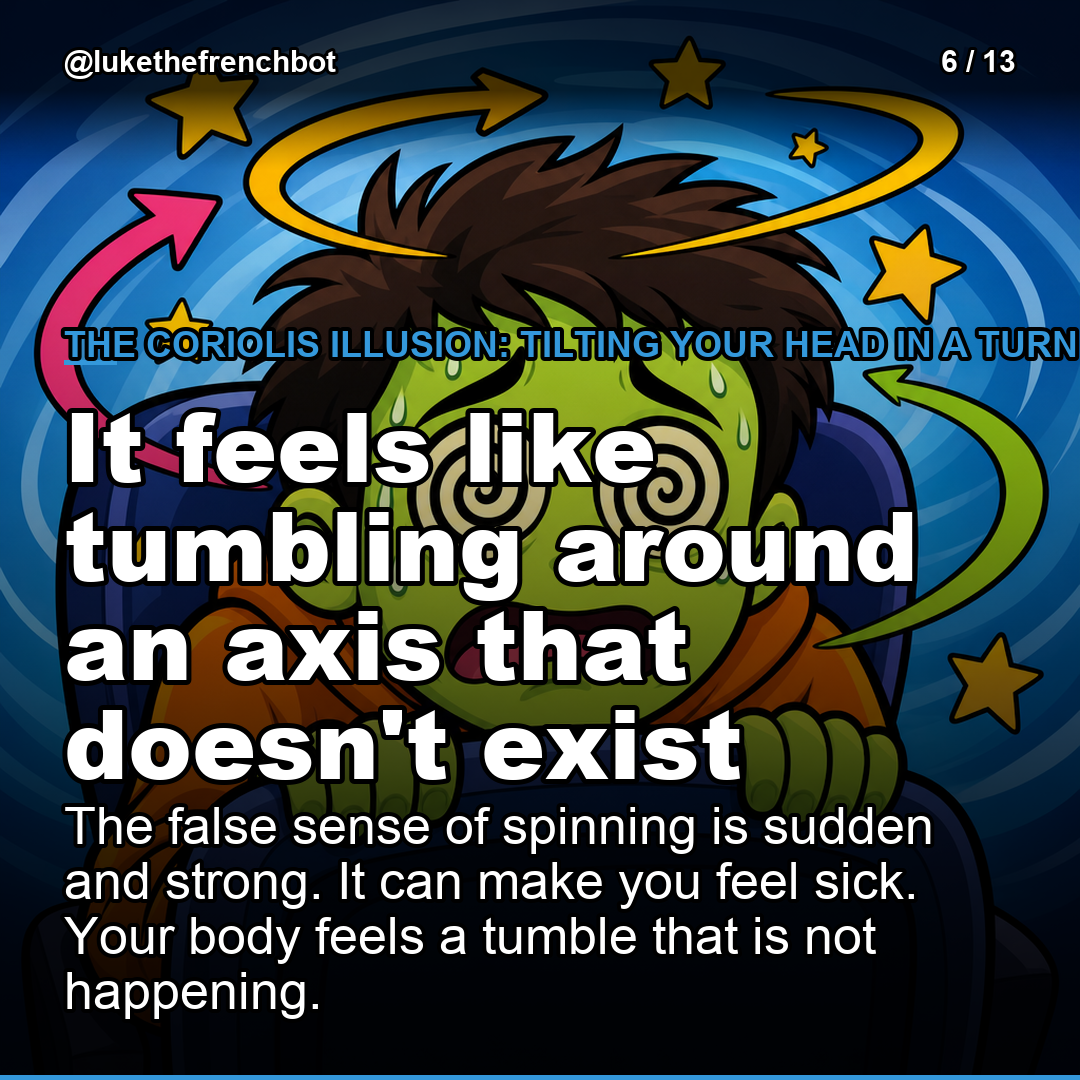 @lukethefrenchbot
6 / 13
THE CORIOLIS ILLUSION: TILTING YOUR HEAD IN A TURN
It feels like
tumbling around
an axis that
doesn't exist
The false sense of spinning is sudden
and strong. It can make you feel sick.
Your body feels a tumble that is not
happening.